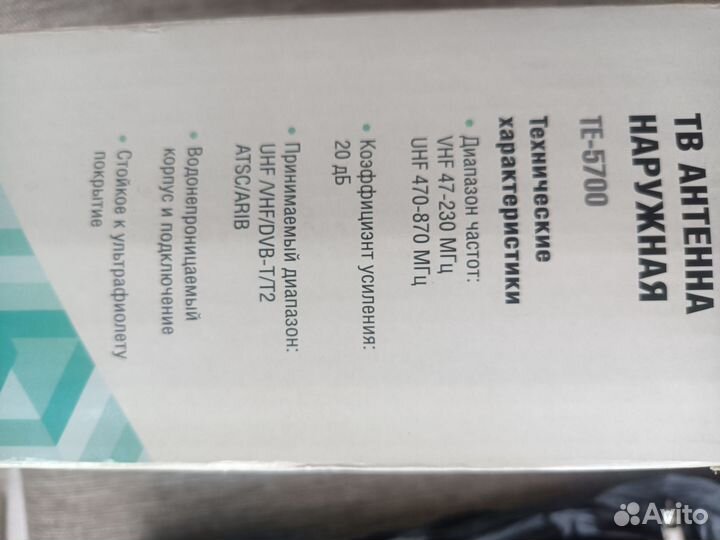 ТВ АНТЕННА
НАРУЖНАЯ
TE-5700
Технические
характеристики
• Диапазон частот:
VHF 47-230 МГц
UHF 470-870 МГц
• Коэффициэнт усиления:
20 дБ
• Принимаемый диапазон:
UHF /VHF/DVB-T/T2
ATSC/ARIB
• Водонепроницаемый
корпус и подключение
• Стойкое к ультрафиолету
покрытие
Avito